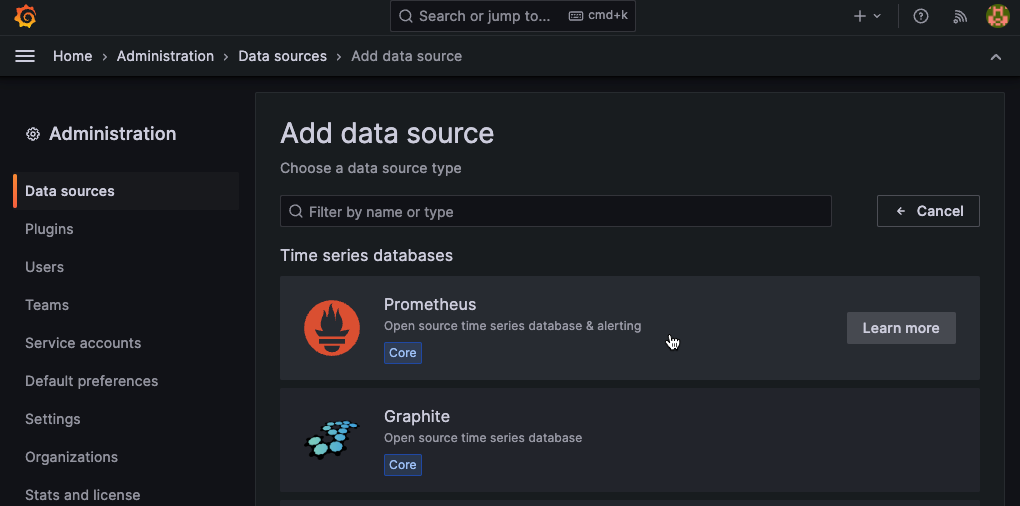 Search or jump to... cmd+k
Home › Administration › Data sources › Add data source
Administration
Data sources
Plugins
Users
Teams
Service accounts
Default preferences
Settings
Organizations
Stats and license
Add data source
Choose a data source type
Filter by name or type
Cancel
Time series databases
Prometheus
Open source time series database & alerting
Core
Learn more
Graphite
Open source time series database
Core